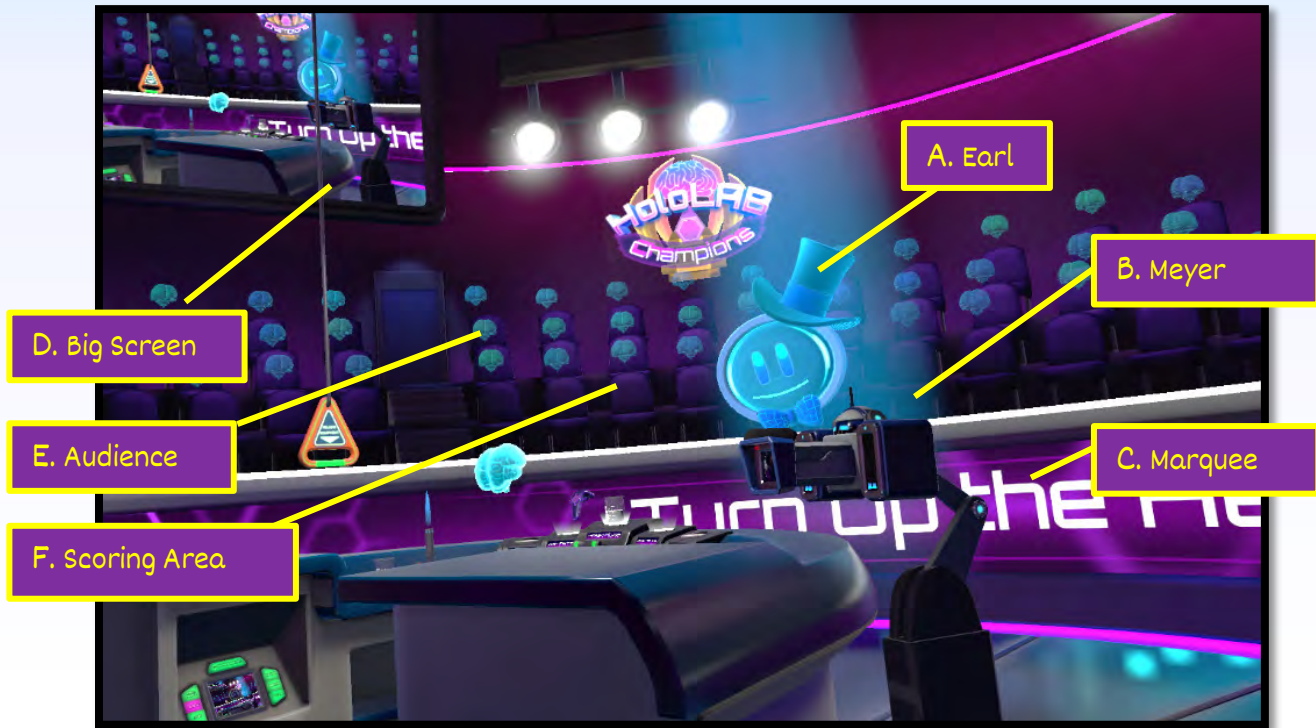 HoloLAB
Champions
Turn up the
A. Earl
B. Meyer
D. Big Screen
E. Audience
C. Marquee
Turn up the He
F. Scoring Area